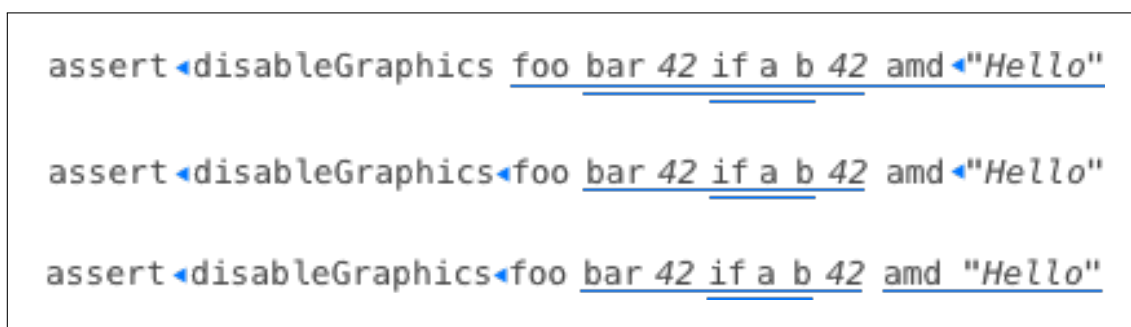 assert◂disableGraphics foo bar 42 if a b 42 amd◂"Hello"
assert◂disableGraphics◂foo bar 42 if a b 42 amd◂"Hello"
assert◂disableGraphics◂foo bar 42 if a b 42 amd "Hello"